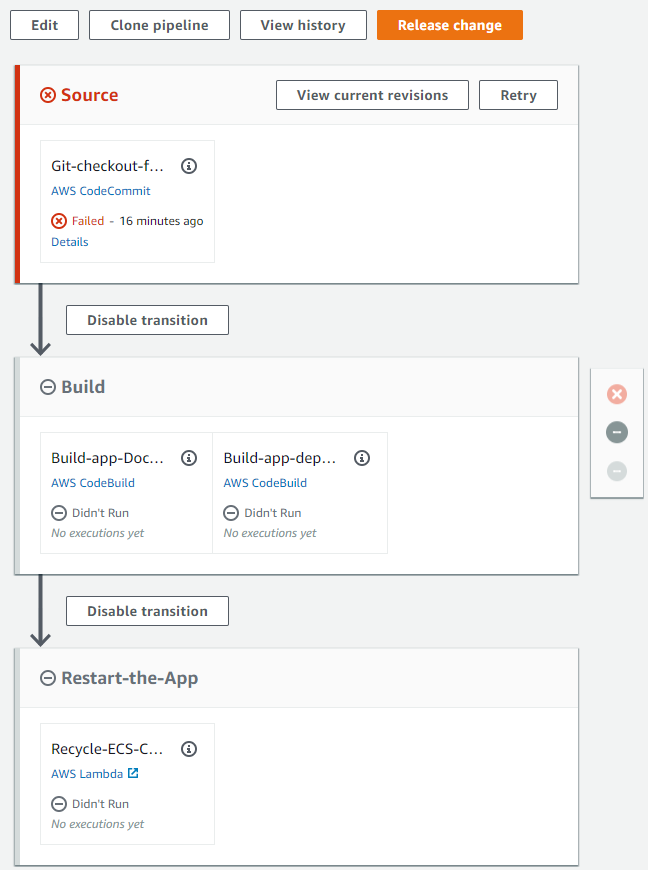 Edit Clone pipeline View history Release change
Source View current revisions Retry
Git-checkout-f...
AWS CodeCommit
Failed - 16 minutes ago
Details
Disable transition
Build
Build-app-Doc... Build-app-dep...
AWS CodeBuild AWS CodeBuild
Didn't Run Didn't Run
No executions yet No executions yet
Disable transition
Restart-the-App
Recycle-ECS-C...
AWS Lambda
Didn't Run
No executions yet